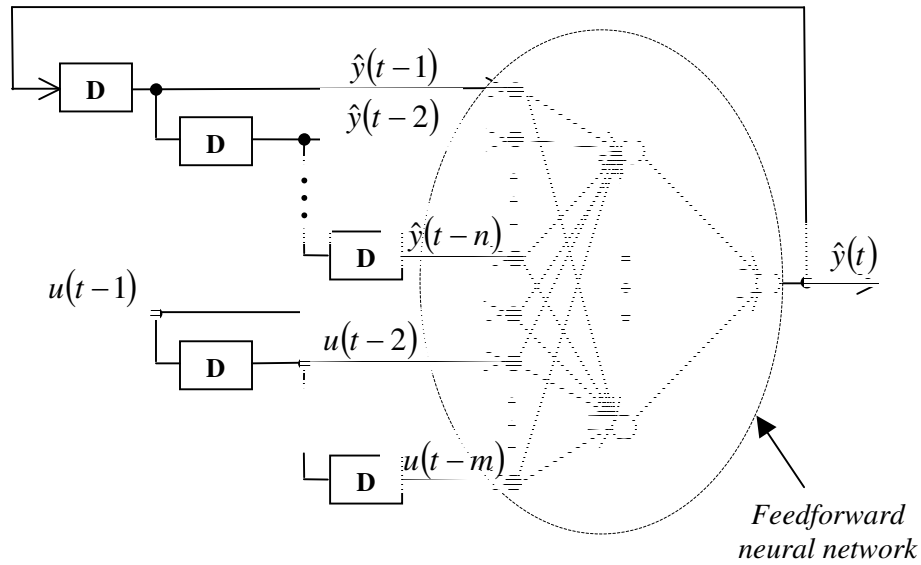 D
ŷ(t−1)
D
ŷ(t−2)
D
ŷ(t−n)
ŷ(t)
u(t−1)
D
u(t−2)
D
u(t−m)
Feedforward
neural network